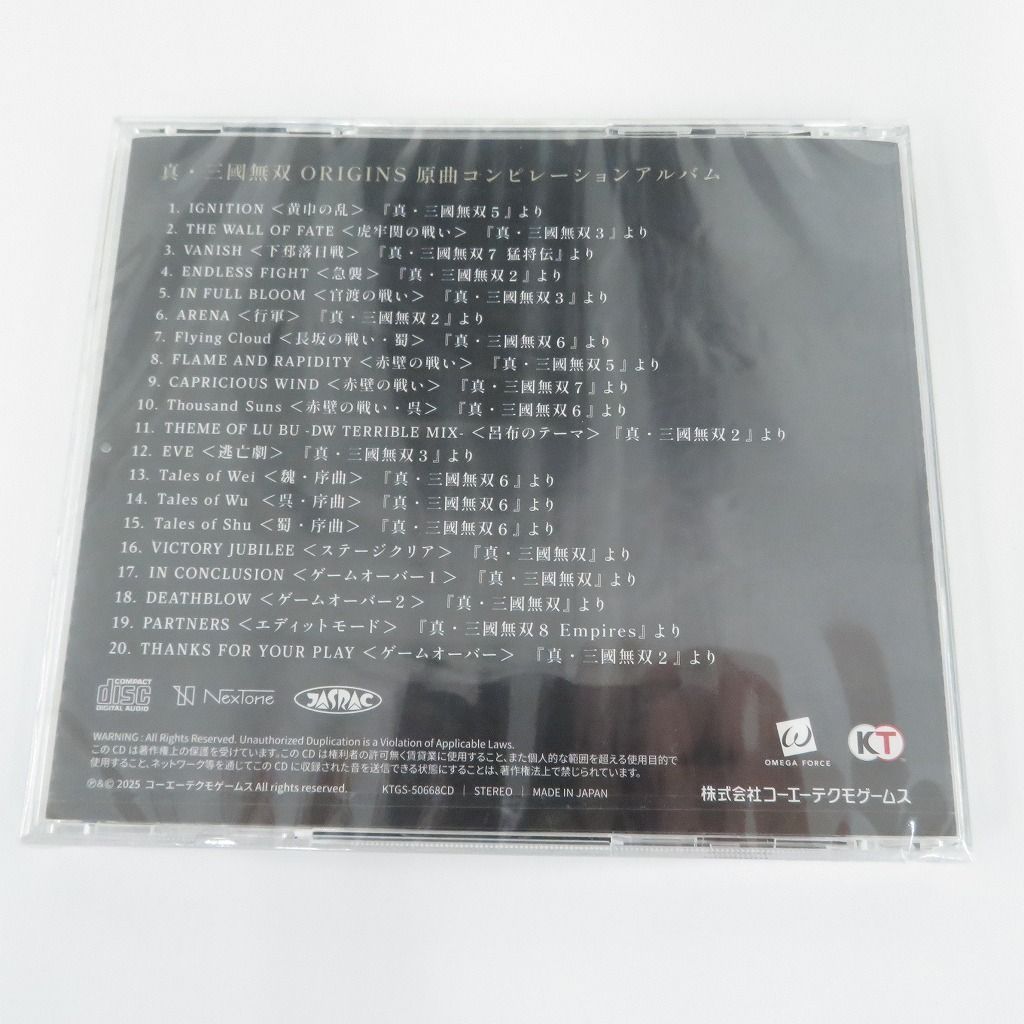 真・三國無双 ORIGINS 原曲コンピレーションアルバム
1. IGNITION <黄巾の乱> 『真・三國無双5』より
2. THE WALL OF FATE <虎牢関の戦い> 『真・三國無双3』より
3. VANISH <下邳落日戦> 『真・三國無双7 猛将伝』より
4. ENDLESS FIGHT <急襲> 『真・三國無双2』より
5. IN FULL BLOOM <官渡の戦い> 『真・三國無双3』より
6. ARENA <行軍> 『真・三國無双2』より
7. Flying Cloud <長坂の戦い・蜀> 『真・三國無双6』より
8. FLAME AND RAPIDITY <赤壁の戦い> 『真・三國無双5』より
9. CAPRICIOUS WIND <赤壁の戦い> 『真・三國無双7』より
10. Thousand Suns <赤壁の戦い・呉> 『真・三國無双6』より
11. THEME OF LU BU -DW TERRIBLE MIX- <呂布のテーマ> 『真・三國無双2』より
12. EVE <逃亡劇> 『真・三國無双3』より
13. Tales of Wei <魏・序曲> 『真・三國無双6』より
14. Tales of Wu <呉・序曲> 『真・三國無双6』より
15. Tales of Shu <蜀・序曲> 『真・三國無双6』より
16. VICTORY JUBILEE <ステージクリア> 『真・三國無双』より
17. IN CONCLUSION <ゲームオーバー1> 『真・三國無双』より
18. DEATHBLOW <ゲームオーバー2> 『真・三國無双』より
19. PARTNERS <エディットモード> 『真・三國無双8 Empires』より
20. THANKS FOR YOUR PLAY <ゲームオーバー> 『真・三國無双2』より
COMPACT disc DIGITAL AUDIO NexTone JASRAC
WARNING : All Rights Reserved. Unauthorized Duplication is a Violation of Applicable Laws.
このCDは著作権上の保護を受けています。このCDは権利者の許可無く賃貸業に使用すること、また個人的な範囲を超える使用目的で
使用すること、ネットワーク等を通じてこのCDに収録された音を送信できる状態にすることは、著作権法上で禁じられています。
℗&© 2025 コーエーテクモゲームス All rights reserved. KTGS-50668CD | STEREO | MADE IN JAPAN
ω OMEGA FORCE
KT
株式会社コーエーテクモゲームス